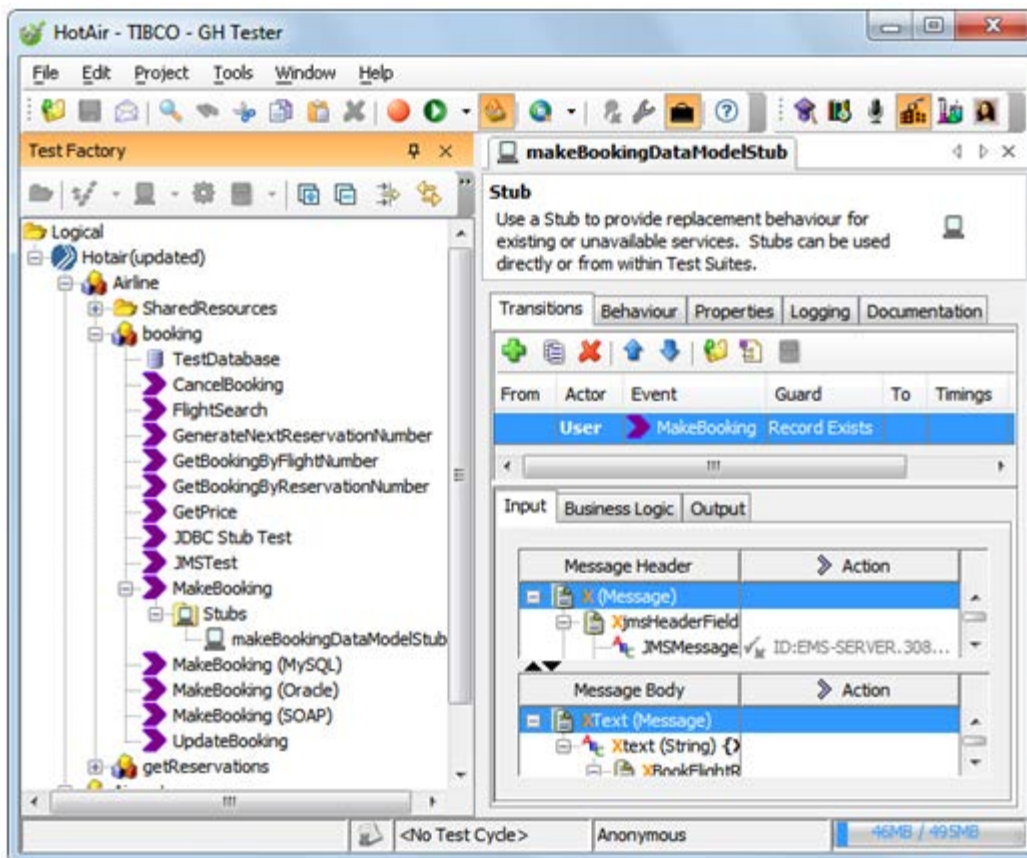 HotAir - TIBCO - GH Tester
File Edit Project Tools Window Help
Test Factory
Logical
Hotair(updated)
Airline
SharedResources
booking
TestDatabase
CancelBooking
FlightSearch
GenerateNextReservationNumber
GetBookingByFlightNumber
GetBookingByReservationNumber
GetPrice
JDBC Stub Test
JMSTest
MakeBooking
Stubs
makeBookingDataModelStub
MakeBooking (MySQL)
MakeBooking (Oracle)
MakeBooking (SOAP)
UpdateBooking
getReservations
makeBookingDataModelStub
Stub
Use a Stub to provide replacement behaviour for
existing or unavailable services. Stubs can be used
directly or from within Test Suites.
Transitions Behaviour Properties Logging Documentation
From Actor Event Guard To Timings
User MakeBooking Record Exists
Input Business Logic Output
Message Header Action
X (Message)
XjmsHeaderField
JMSMessage ID:EMS-SERVER.308...
Message Body Action
XText (Message)
Xtext (String) {}
XBookFlightR
<No Test Cycle> Anonymous 46MB / 495MB